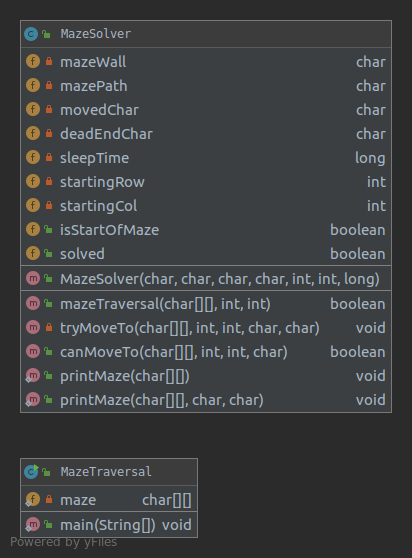 MazeSolver
mazeWall char
mazePath char
movedChar char
deadEndChar char
sleepTime long
startingRow int
startingCol int
isStartOfMaze boolean
solved boolean
MazeSolver(char, char, char, char, int, int, long)
mazeTraversal(char[][], int, int) boolean
tryMoveTo(char[][], int, int, char, char) void
canMoveTo(char[][], int, int, char) boolean
printMaze(char[][]) void
printMaze(char[][], char, char) void
MazeTraversal
maze char[][]
main(String[]) void
Powered by yFiles